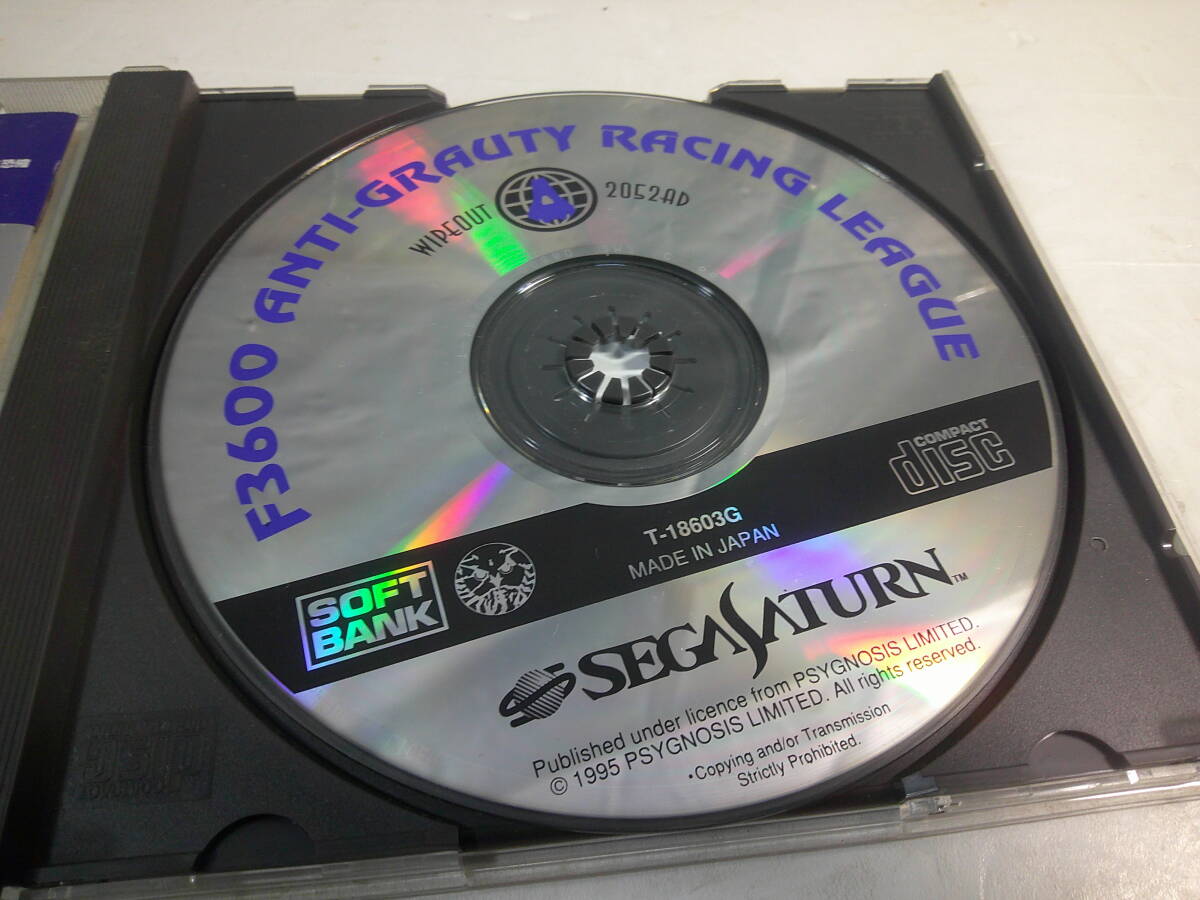 F3600 ANTI-GRAUTY RACING LEAGUE
WIPEOUT 2052AD
COMPACT
disc
T-18603G
MADE IN JAPAN
SOFT
BANK
SEGA SATURN™
Published under licence from PSYGNOSIS LIMITED.
© 1995 PSYGNOSIS LIMITED. All rights reserved.
•Copying and/or Transmission
Strictly Prohibited.